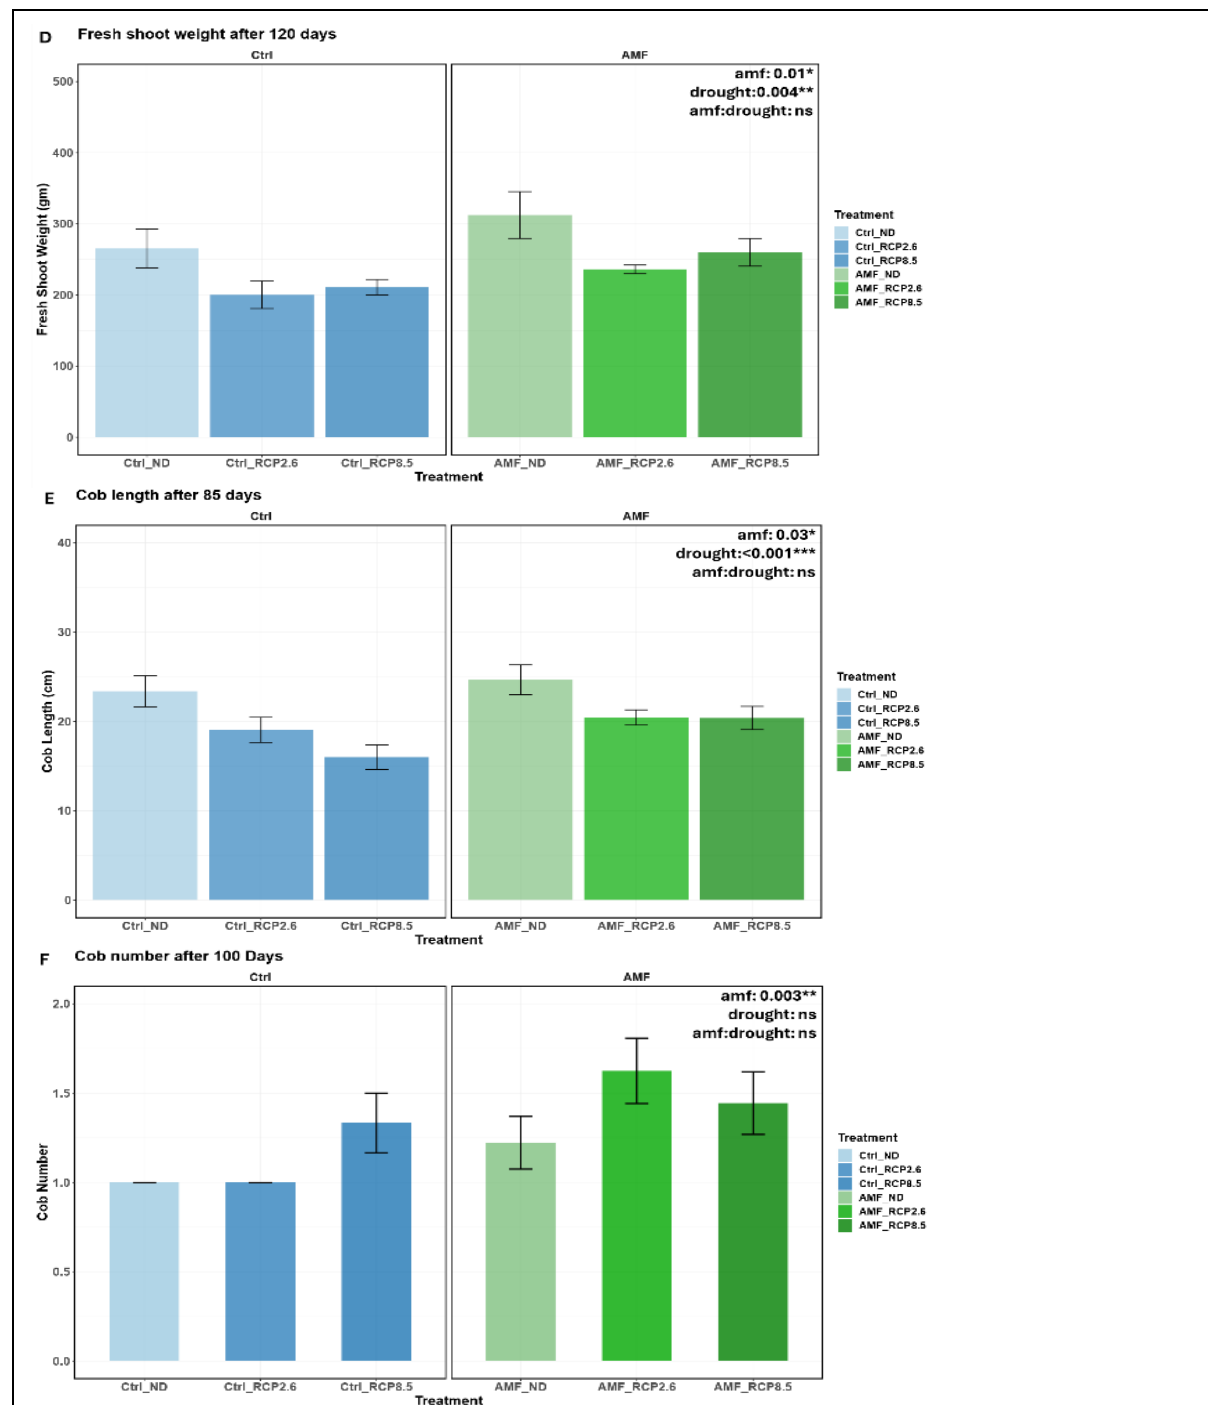 D Fresh shoot weight after 120 days
Ctrl AMF
amf: 0.01*
drought:0.004**
amf:drought: ns
500
400
300
200
100
0
Fresh Shoot Weight (gm)
Ctrl_ND Ctrl_RCP2.6 Ctrl_RCP8.5 AMF_ND AMF_RCP2.6 AMF_RCP8.5
Treatment
Treatment
Ctrl_ND
Ctrl_RCP2.6
Ctrl_RCP8.5
AMF_ND
AMF_RCP2.6
AMF_RCP8.5
E Cob length after 85 days
Ctrl AMF
amf: 0.03*
drought:<0.001***
amf:drought: ns
40
30
20
10
0
Cob Length (cm)
Ctrl_ND Ctrl_RCP2.6 Ctrl_RCP8.5 AMF_ND AMF_RCP2.6 AMF_RCP8.5
Treatment
Treatment
Ctrl_ND
Ctrl_RCP2.6
Ctrl_RCP8.5
AMF_ND
AMF_RCP2.6
AMF_RCP8.5
F Cob number after 100 Days
Ctrl AMF
amf: 0.003**
drought: ns
amf:drought: ns
2.0
1.5
1.0
0.5
0.0
Cob Number
Ctrl_ND Ctrl_RCP2.6 Ctrl_RCP8.5 AMF_ND AMF_RCP2.6 AMF_RCP8.5
Treatment
Treatment
Ctrl_ND
Ctrl_RCP2.6
Ctrl_RCP8.5
AMF_ND
AMF_RCP2.6
AMF_RCP8.5